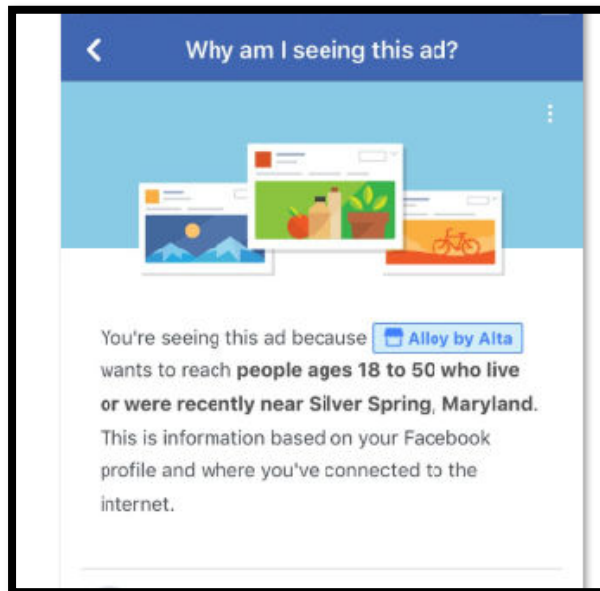 Why am I seeing this ad?
You're seeing this ad because Alloy by Alta
wants to reach people ages 18 to 50 who live
or were recently near Silver Spring, Maryland.
This is information based on your Facebook
profile and where you've connected to the
internet.